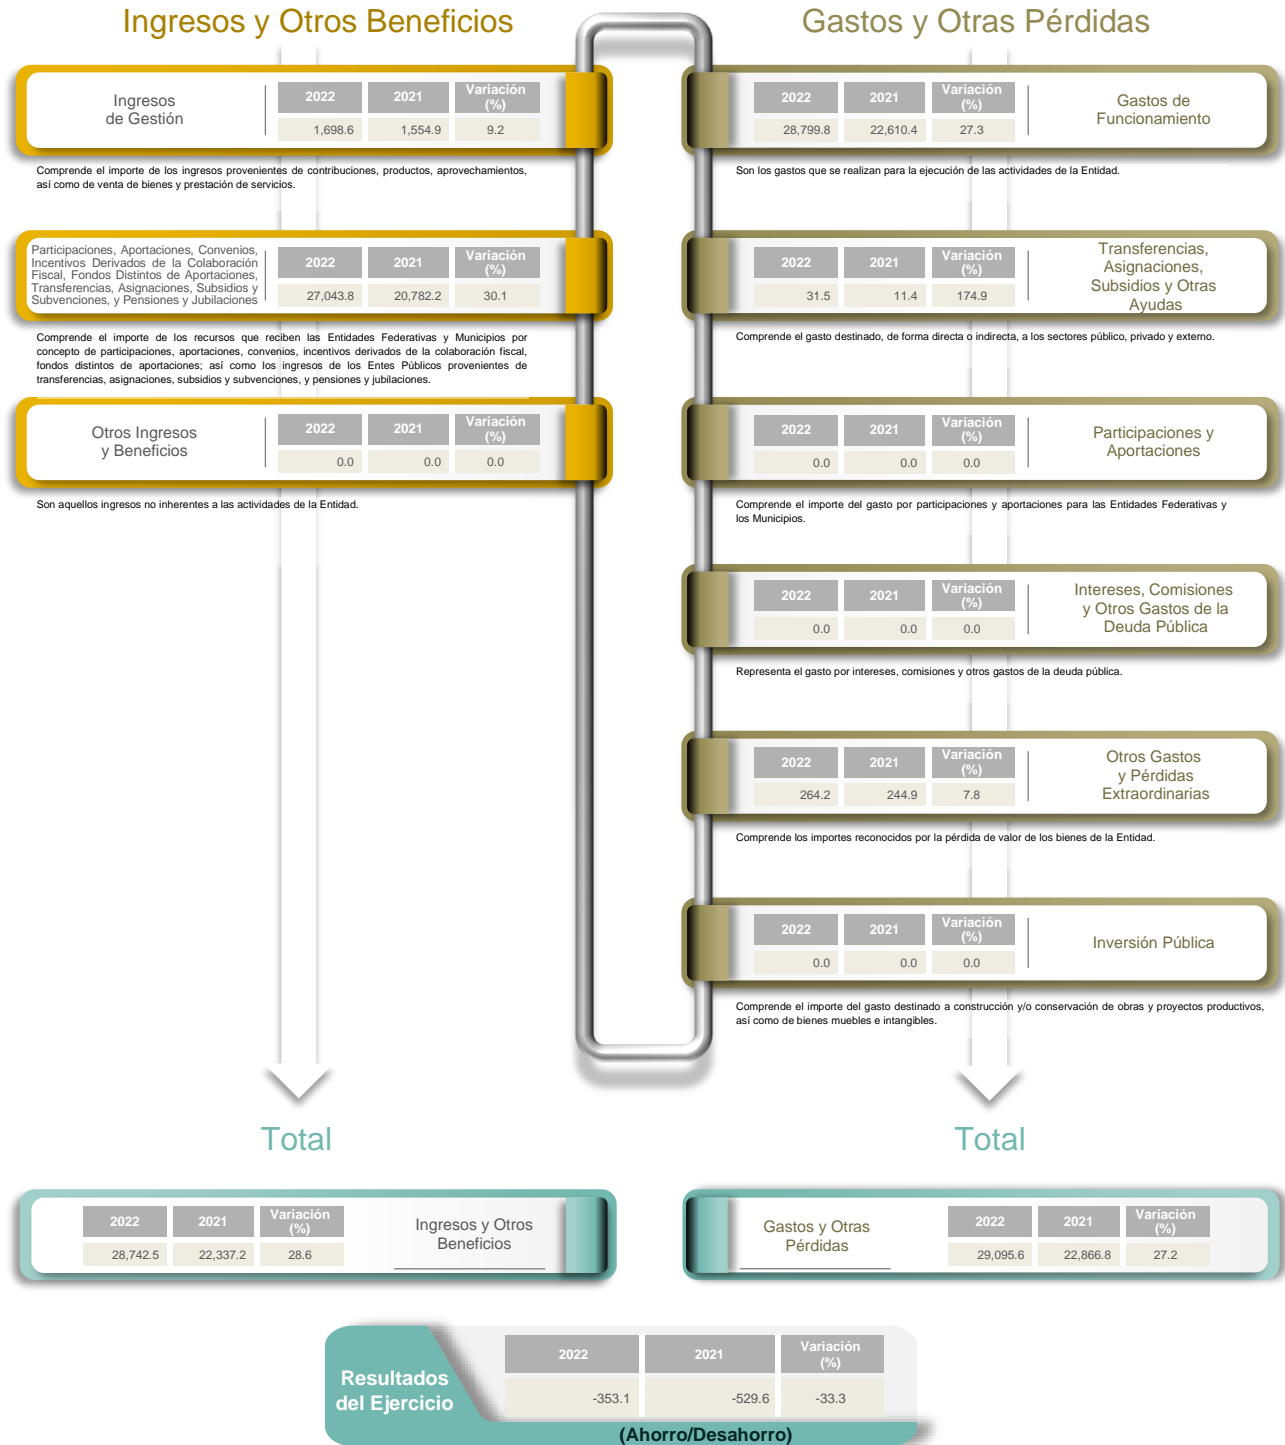 Ingresos y Otros Beneficios
Ingresos
de Gestión
2022 2021 Variación (%)
1,698.6 1,554.9 9.2
Comprende el importe de los ingresos provenientes de contribuciones, productos, aprovechamientos,
así como de venta de bienes y prestación de servicios.
Participaciones, Aportaciones, Convenios,
Incentivos Derivados de la Colaboración
Fiscal, Fondos Distintos de Aportaciones,
Transferencias, Asignaciones, Subsidios y
Subvenciones, y Pensiones y Jubilaciones
2022 2021 Variación (%)
27,043.8 20,782.2 30.1
Comprende el importe de los recursos que reciben las Entidades Federativas y Municipios por
concepto de participaciones, aportaciones, convenios, incentivos derivados de la colaboración fiscal,
fondos distintos de aportaciones; así como los ingresos de los Entes Públicos provenientes de
transferencias, asignaciones, subsidios y subvenciones, y pensiones y jubilaciones.
Otros Ingresos
y Beneficios
2022 2021 Variación (%)
0.0 0.0 0.0
Son aquellos ingresos no inherentes a las actividades de la Entidad.
Gastos y Otras Pérdidas
2022 2021 Variación (%)
28,799.8 22,610.4 27.3
Gastos de
Funcionamiento
Son los gastos que se realizan para la ejecución de las actividades de la Entidad.
2022 2021 Variación (%)
31.5 11.4 174.9
Transferencias,
Asignaciones,
Subsidios y Otras
Ayudas
Comprende el gasto destinado, de forma directa o indirecta, a los sectores público, privado y externo.
2022 2021 Variación (%)
0.0 0.0 0.0
Participaciones y
Aportaciones
Comprende el importe del gasto por participaciones y aportaciones para las Entidades Federativas y
los Municipios.
2022 2021 Variación (%)
0.0 0.0 0.0
Intereses, Comisiones
y Otros Gastos de la
Deuda Pública
Representa el gasto por intereses, comisiones y otros gastos de la deuda pública.
2022 2021 Variación (%)
264.2 244.9 7.8
Otros Gastos
y Pérdidas
Extraordinarias
Comprende los importes reconocidos por la pérdida de valor de los bienes de la Entidad.
2022 2021 Variación (%)
0.0 0.0 0.0
Inversión Pública
Comprende el importe del gasto destinado a construcción y/o conservación de obras y proyectos productivos,
así como de bienes muebles e intangibles.
Total
2022 2021 Variación (%)
28,742.5 22,337.2 28.6
Ingresos y Otros
Beneficios
Total
Gastos y Otras
Pérdidas
2022 2021 Variación (%)
29,095.6 22,866.8 27.2
Resultados
del Ejercicio
2022 2021 Variación (%)
-353.1 -529.6 -33.3
(Ahorro/Desahorro)